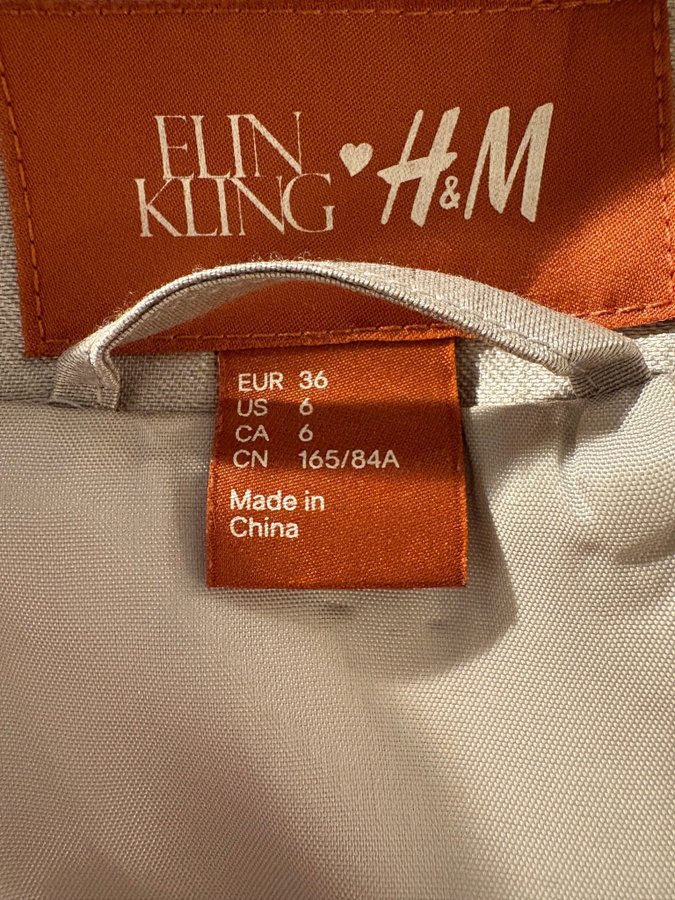 ELIN
KLING ♥ H&M
EUR 36
US 6
CA 6
CN 165/84A
Made in
China